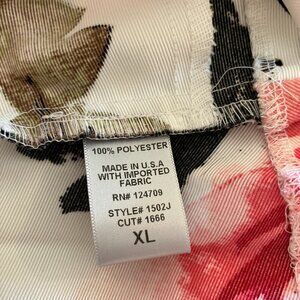 100% POLYESTER
MADE IN U.S.A
WITH IMPORTED
FABRIC
RN# 124709
STYLE# 1502J
CUT# 1666
XL